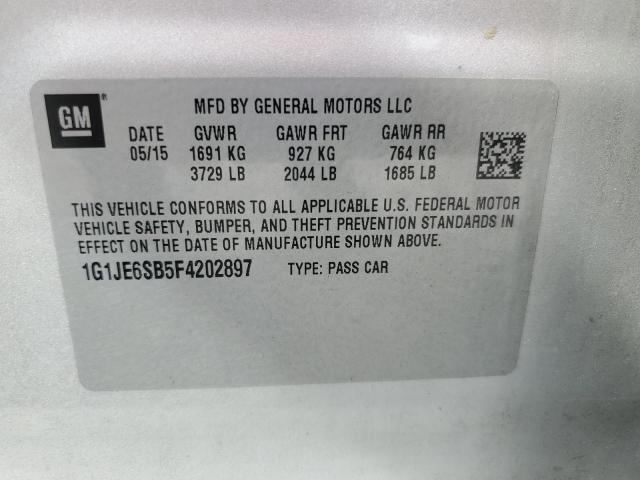 GM®
MFD BY GENERAL MOTORS LLC
DATE GVWR GAWR FRT GAWR RR
05/15 1691 KG 927 KG 764 KG
3729 LB 2044 LB 1685 LB
THIS VEHICLE CONFORMS TO ALL APPLICABLE U.S. FEDERAL MOTOR
VEHICLE SAFETY, BUMPER, AND THEFT PREVENTION STANDARDS IN
EFFECT ON THE DATE OF MANUFACTURE SHOWN ABOVE.
1G1JE6SB5F4202897 TYPE: PASS CAR